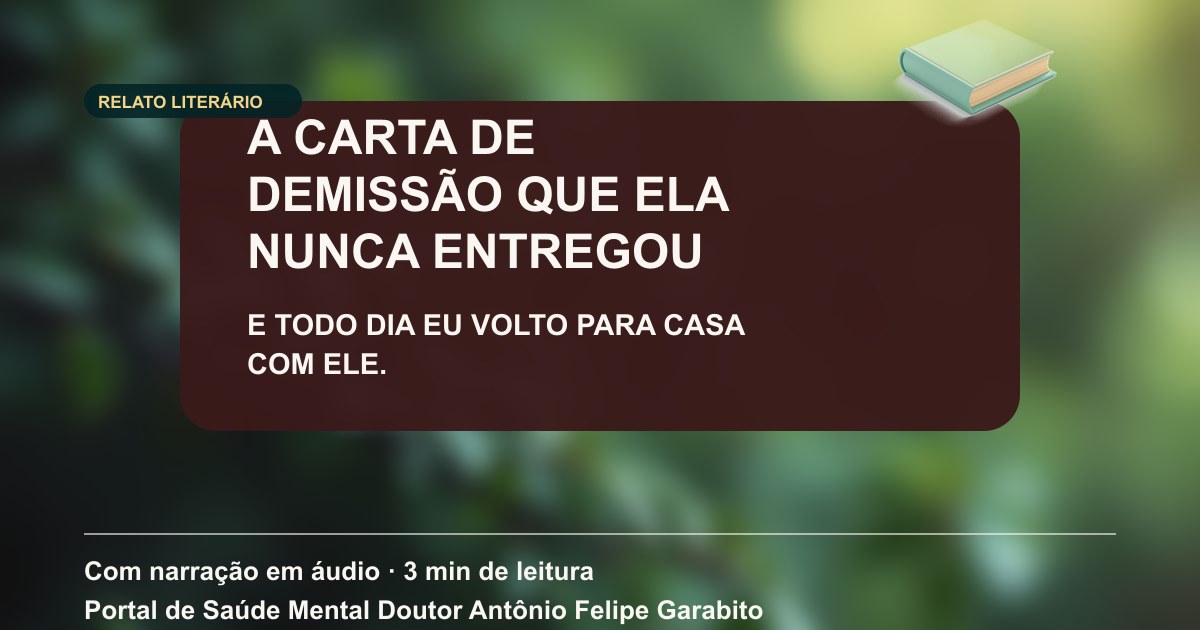 RELATO LITERÁRIO
A CARTA DE
DEMISSÃO QUE ELA
NUNCA ENTREGOU
E TODO DIA EU VOLTO PARA CASA
COM ELE.
Com narração em áudio · 3 min de leitura
Portal de Saúde Mental Doutor Antônio Felipe Garabito